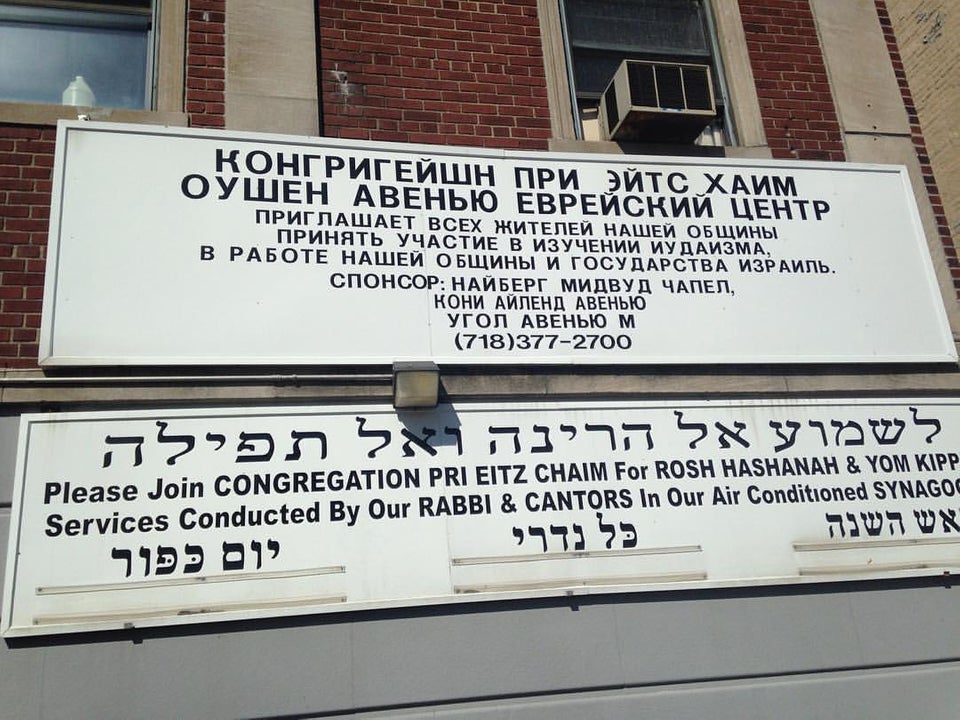 КОНГРИГЕЙШН ПРИ ЭЙТС ХАИМ
ОУШЕН АВЕНЬЮ ЕВРЕЙСКИЙ ЦЕНТР
ПРИГЛАШАЕТ ВСЕХ ЖИТЕЛЕЙ НАШЕЙ ОБЩИНЫ
ПРИНЯТЬ УЧАСТИЕ В ИЗУЧЕНИИ ИУДАИЗМА,
В РАБОТЕ НАШЕЙ ОБЩИНЫ И ГОСУДАРСТВА ИЗРАИЛЬ.
СПОНСОР: НАЙБЕРГ МИДВУД ЧАПЕЛ,
КОНИ АЙЛЕНД АВЕНЬЮ
УГОЛ АВЕНЬЮ М
(718)377-2700
לשמוע אל הרינה ואל תפילה
Please Join CONGREGATION PRI EITZ CHAIM For ROSH HASHANAH & YOM KIPP
Services Conducted By Our RABBI & CANTORS In Our Air Conditioned SYNAGOG
ראש השנה כל נדרי יום כפור